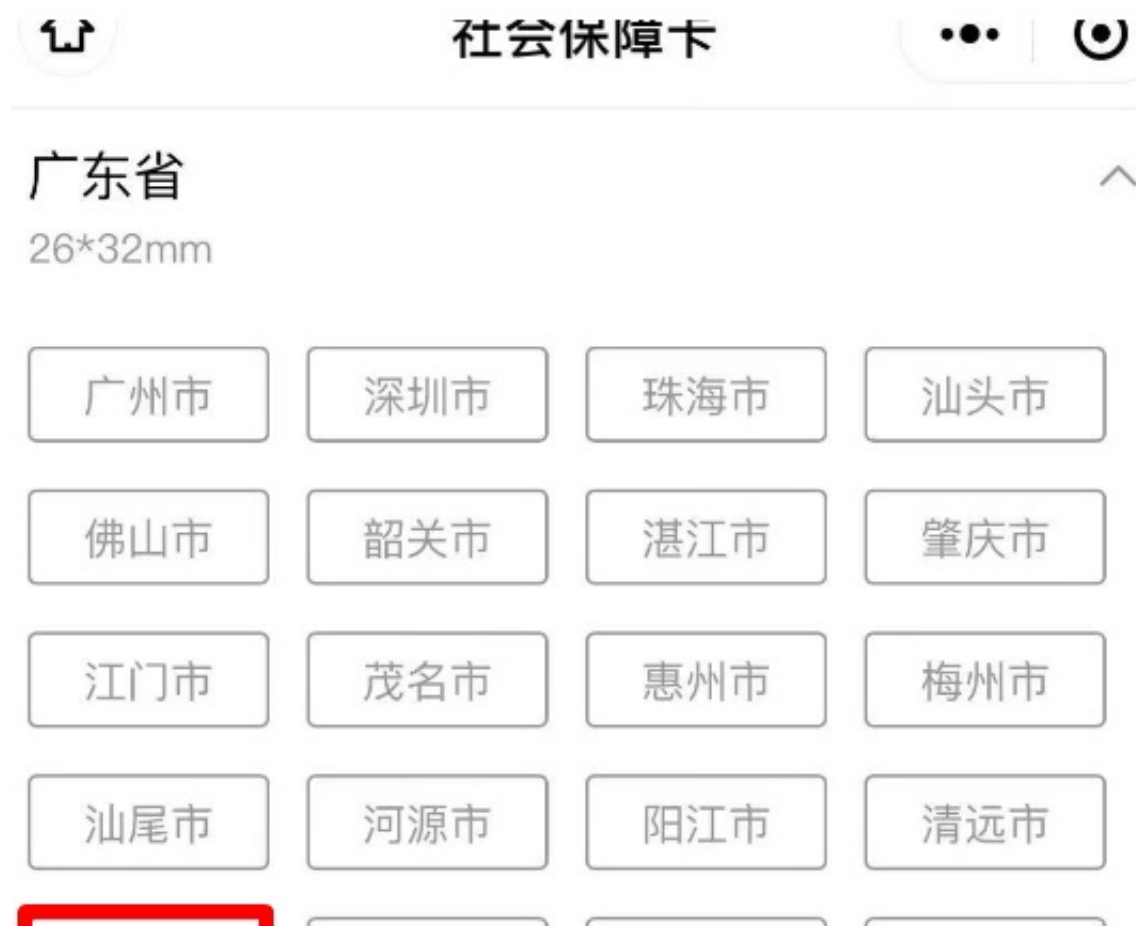 社会保障卡
广东省
26*32mm
广州市 深圳市 珠海市 汕头市
佛山市 韶关市 湛江市 肇庆市
江门市 茂名市 惠州市 梅州市
汕尾市 河源市 阳江市 清远市